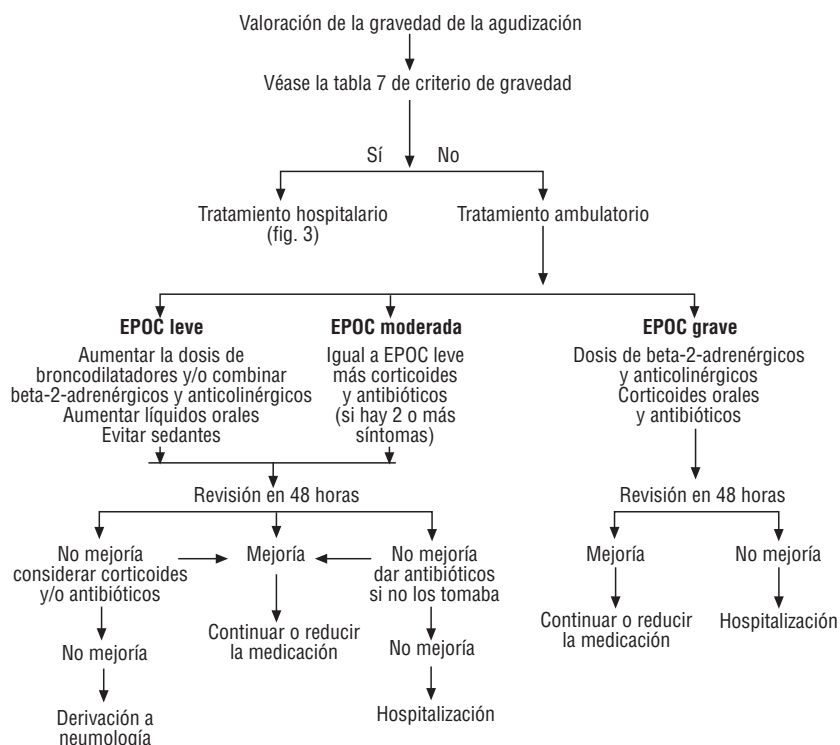 Valoración de la gravedad de la agudización
Véase la tabla 7 de criterio de gravedad
Sí No
Tratamiento hospitalario
(fig. 3)
Tratamiento ambulatorio
EPOC leve
Aumentar la dosis de
broncodilatadores y/o combinar
beta-2-adrenérgicos y anticolinérgicos
Aumentar líquidos orales
Evitar sedantes
EPOC moderada
Igual a EPOC leve
más corticoides
y antibióticos
(si hay 2 o más
síntomas)
EPOC grave
Dosis de beta-2-adrenérgicos
y anticolinérgicos
Corticoides orales
y antibióticos
Revisión en 48 horas
Revisión en 48 horas
No mejoría
considerar corticoides
y/o antibióticos
Mejoría
No mejoría
dar antibióticos
si no los tomaba
Mejoría
No mejoría
Continuar o reducir
la medicación
Hospitalización
No mejoría
Continuar o reducir
la medicación
No mejoría
Derivación a
neumología
Hospitalización